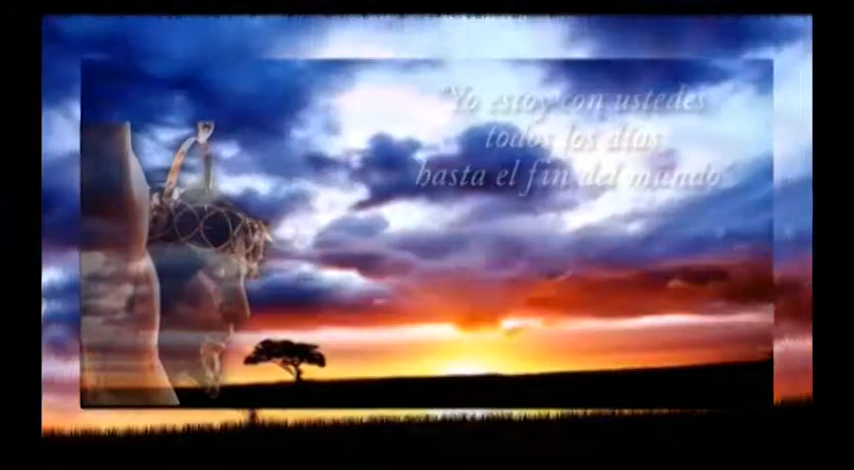 "Yo estoy con ustedes
todos los días
hasta el fin del mundo"